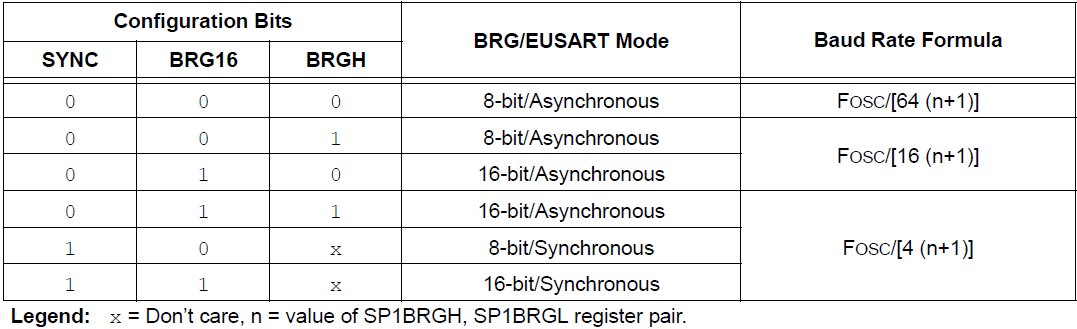 Configuration Bits BRG/EUSART Mode Baud Rate Formula
SYNC BRG16 BRGH
0 0 0 8-bit/Asynchronous FOSC/[64 (n+1)]
0 0 1 8-bit/Asynchronous FOSC/[16 (n+1)]
0 1 0 16-bit/Asynchronous
0 1 1 16-bit/Asynchronous FOSC/[4 (n+1)]
1 0 x 8-bit/Synchronous
1 1 x 16-bit/Synchronous
Legend: x = Don’t care, n = value of SP1BRGH, SP1BRGL register pair.